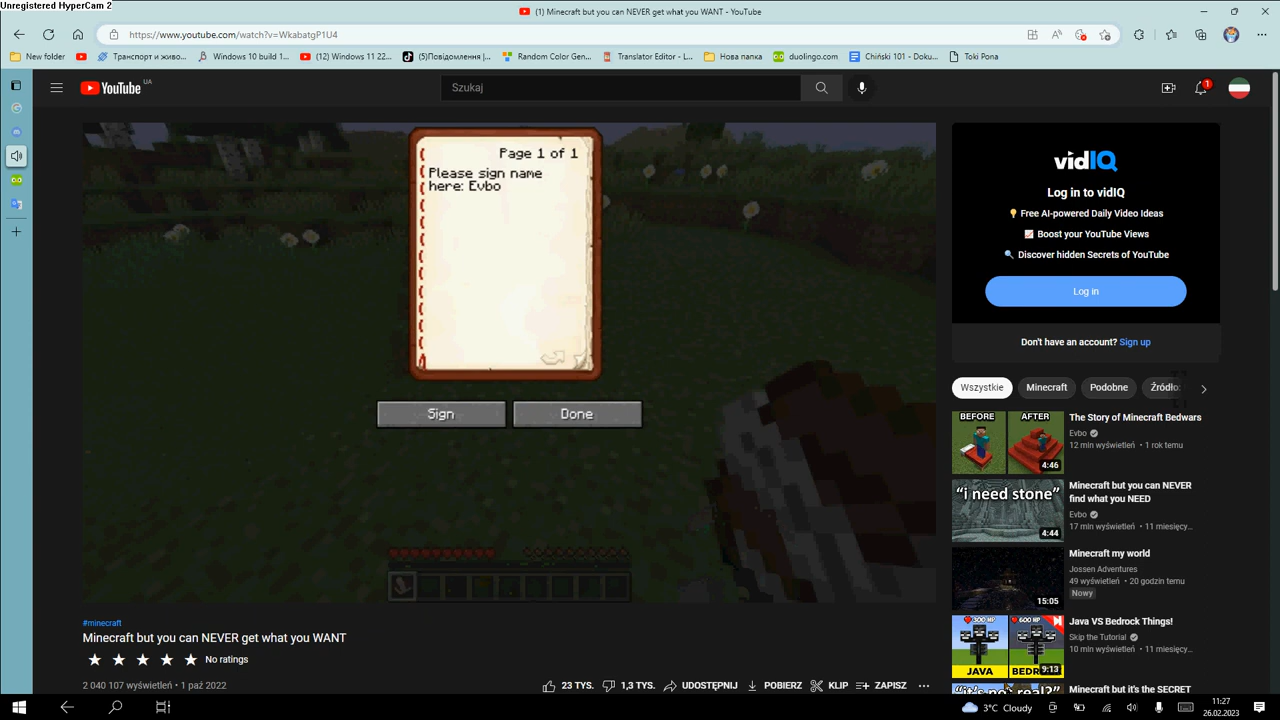 Unregistered HyperCam 2
(1) Minecraft but you can NEVER get what you WANT - YouTube
https://www.youtube.com/watch?v=WkabatgP1U4
New folder
Транспорт и живо...
Windows 10 build 1...
(12) Windows 11 22...
(5)Повідомлення |...
Random Color Gen...
Translator Editor - L...
Нова папка
duolingo.com
Chiński 101 - Doku...
Toki Pona
YouTube UA
Szukaj
1
Page 1 of 1
Please sign name
here: Evbo
Sign
Done
vidIQ
Log in to vidIQ
Free AI-powered Daily Video Ideas
Boost your YouTube Views
Discover hidden Secrets of YouTube
Log in
Don't have an account? Sign up
Wszystkie
Minecraft
Podobne
Źródło:
BEFORE
AFTER
4:46
The Story of Minecraft Bedwars
Evbo
12 mln wyświetleń • 1 rok temu
"i need stone"
4:44
Minecraft but you can NEVER
find what you NEED
Evbo
17 mln wyświetleń • 11 miesięcy...
15:05
Minecraft my world
Jossen Adventures
49 wyświetleń • 20 godzin temu
Nowy
300 HP
600 HP
JAVA
BEDR
9:13
Java VS Bedrock Things!
Skip the Tutorial
10 mln wyświetleń • 11 miesięcy...
"it's not real?"
Minecraft but it's the SECRET
#minecraft
Minecraft but you can NEVER get what you WANT
No ratings
2 040 107 wyświetleń • 1 paź 2022
23 TYS.
1,3 TYS.
UDOSTĘPNIJ
POBIERZ
KLIP
ZAPISZ
3°C Cloudy
11:27
26.02.2023